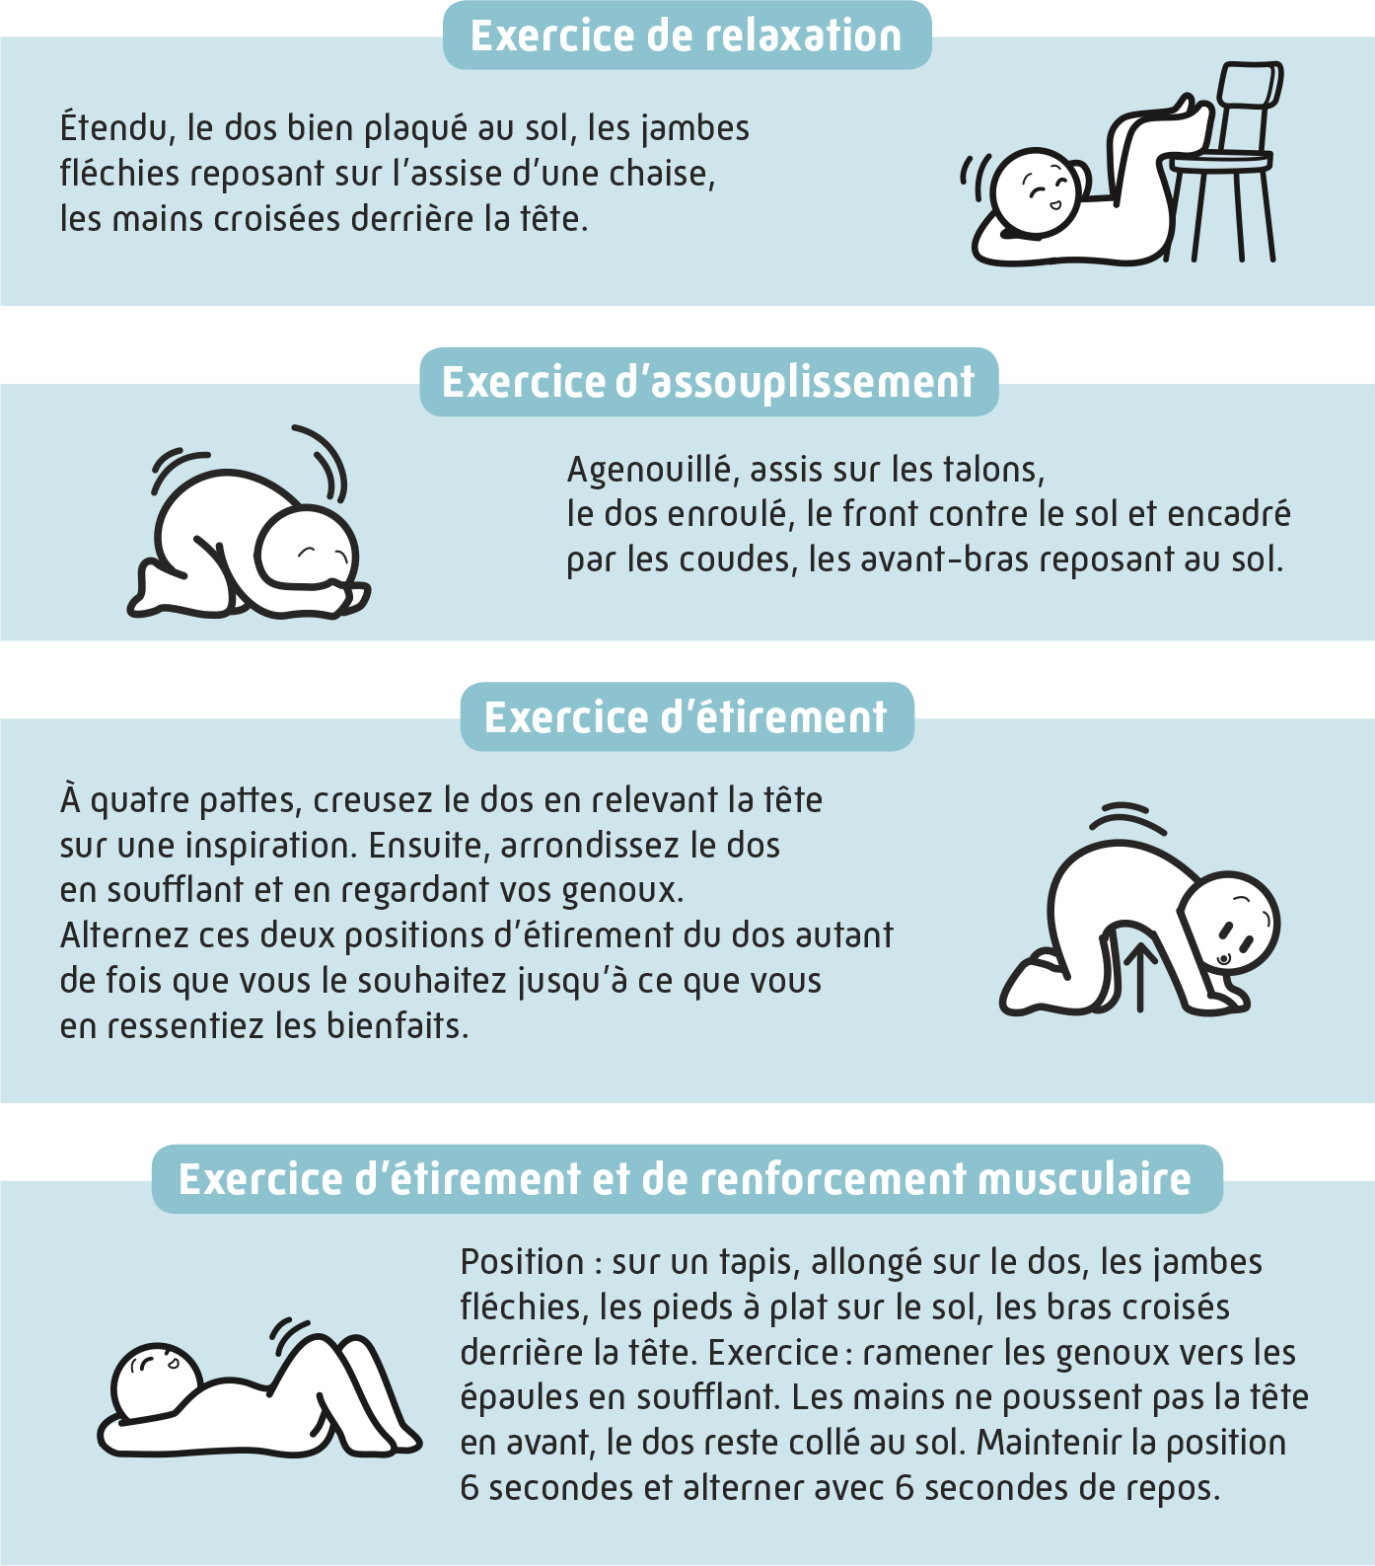 Exercice de relaxation
Étendu, le dos bien plaqué au sol, les jambes
fléchies reposant sur l’assise d’une chaise,
les mains croisées derrière la tête.
Exercice d’assouplissement
Agenouillé, assis sur les talons,
le dos enroulé, le front contre le sol et encadré
par les coudes, les avant-bras reposant au sol.
Exercice d’étirement
À quatre pattes, creusez le dos en relevant la tête
sur une inspiration. Ensuite, arrondissez le dos
en soufflant et en regardant vos genoux.
Alternez ces deux positions d’étirement du dos autant
de fois que vous le souhaitez jusqu’à ce que vous
en ressentiez les bienfaits.
Exercice d’étirement et de renforcement musculaire
Position : sur un tapis, allongé sur le dos, les jambes
fléchies, les pieds à plat sur le sol, les bras croisés
derrière la tête. Exercice : ramener les genoux vers les
épaules en soufflant. Les mains ne poussent pas la tête
en avant, le dos reste collé au sol. Maintenir la position
6 secondes et alterner avec 6 secondes de repos.